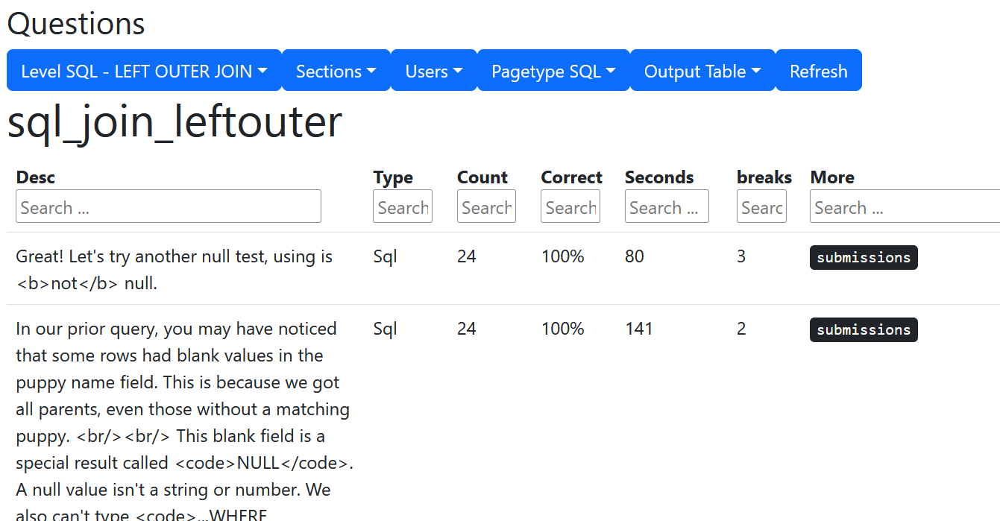 Questions
Level SQL - LEFT OUTER JOIN Sections Users Pagetype SQL Output Table Refresh
sql_join_leftouter
Desc Type Count Correct Seconds breaks More
Search ... Search Search Search Search ... Searc Search ...
Great! Let's try another null test, using is Sql 24 100% 80 3 submissions
<b>not</b> null.
In our prior query, you may have noticed Sql 24 100% 141 2 submissions
that some rows had blank values in the
puppy name field. This is because we got
all parents, even those without a matching
puppy. <br/><br/> This blank field is a
special result called <code>NULL</code>.
A null value isn't a string or number. We
also can't type <code>...WHERE